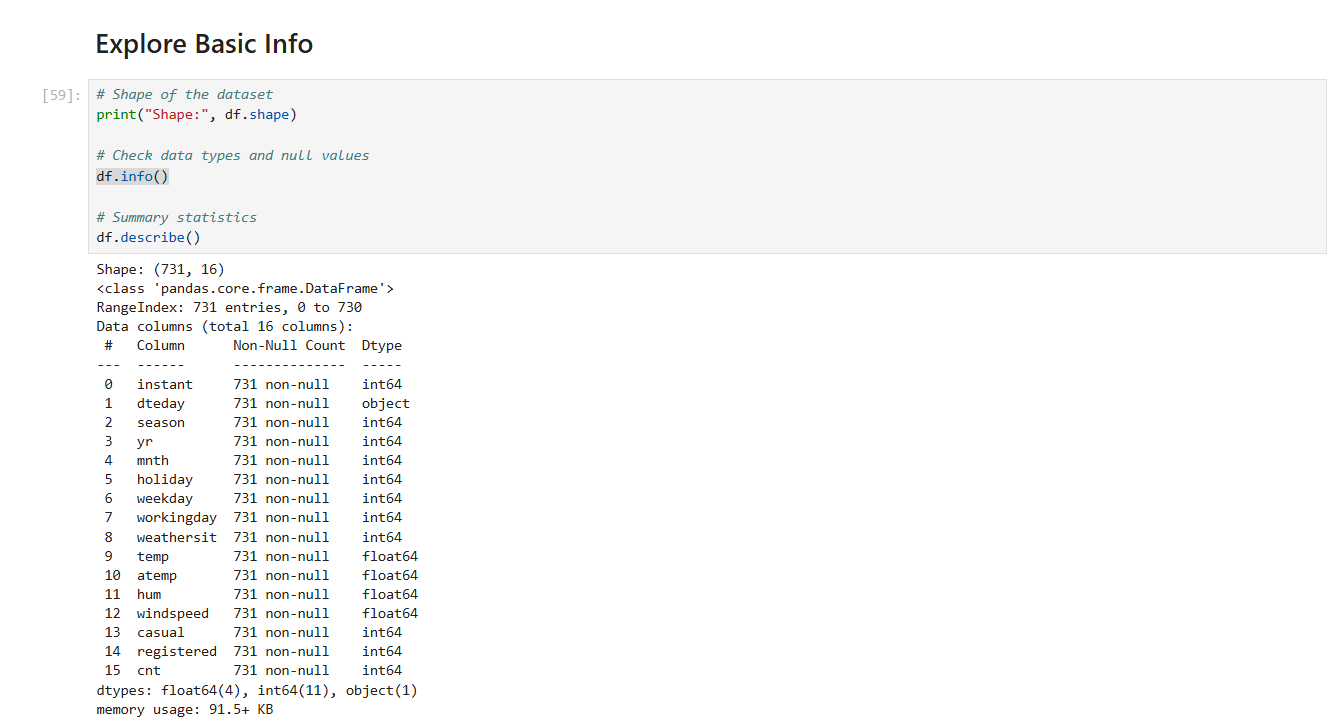 Explore Basic Info
[59]:
# Shape of the dataset
print("Shape:", df.shape)
# Check data types and null values
df.info()
# Summary statistics
df.describe()
Shape: (731, 16)
<class 'pandas.core.frame.DataFrame'>
RangeIndex: 731 entries, 0 to 730
Data columns (total 16 columns):
 #   Column      Non-Null Count  Dtype
---  ------      --------------  -----
 0   instant     731 non-null    int64
 1   dteday      731 non-null    object
 2   season      731 non-null    int64
 3   yr          731 non-null    int64
 4   mnth        731 non-null    int64
 5   holiday     731 non-null    int64
 6   weekday     731 non-null    int64
 7   workingday  731 non-null    int64
 8   weathersit  731 non-null    int64
 9   temp        731 non-null    float64
 10  atemp       731 non-null    float64
 11  hum         731 non-null    float64
 12  windspeed   731 non-null    float64
 13  casual      731 non-null    int64
 14  registered  731 non-null    int64
 15  cnt         731 non-null    int64
dtypes: float64(4), int64(11), object(1)
memory usage: 91.5+ KB